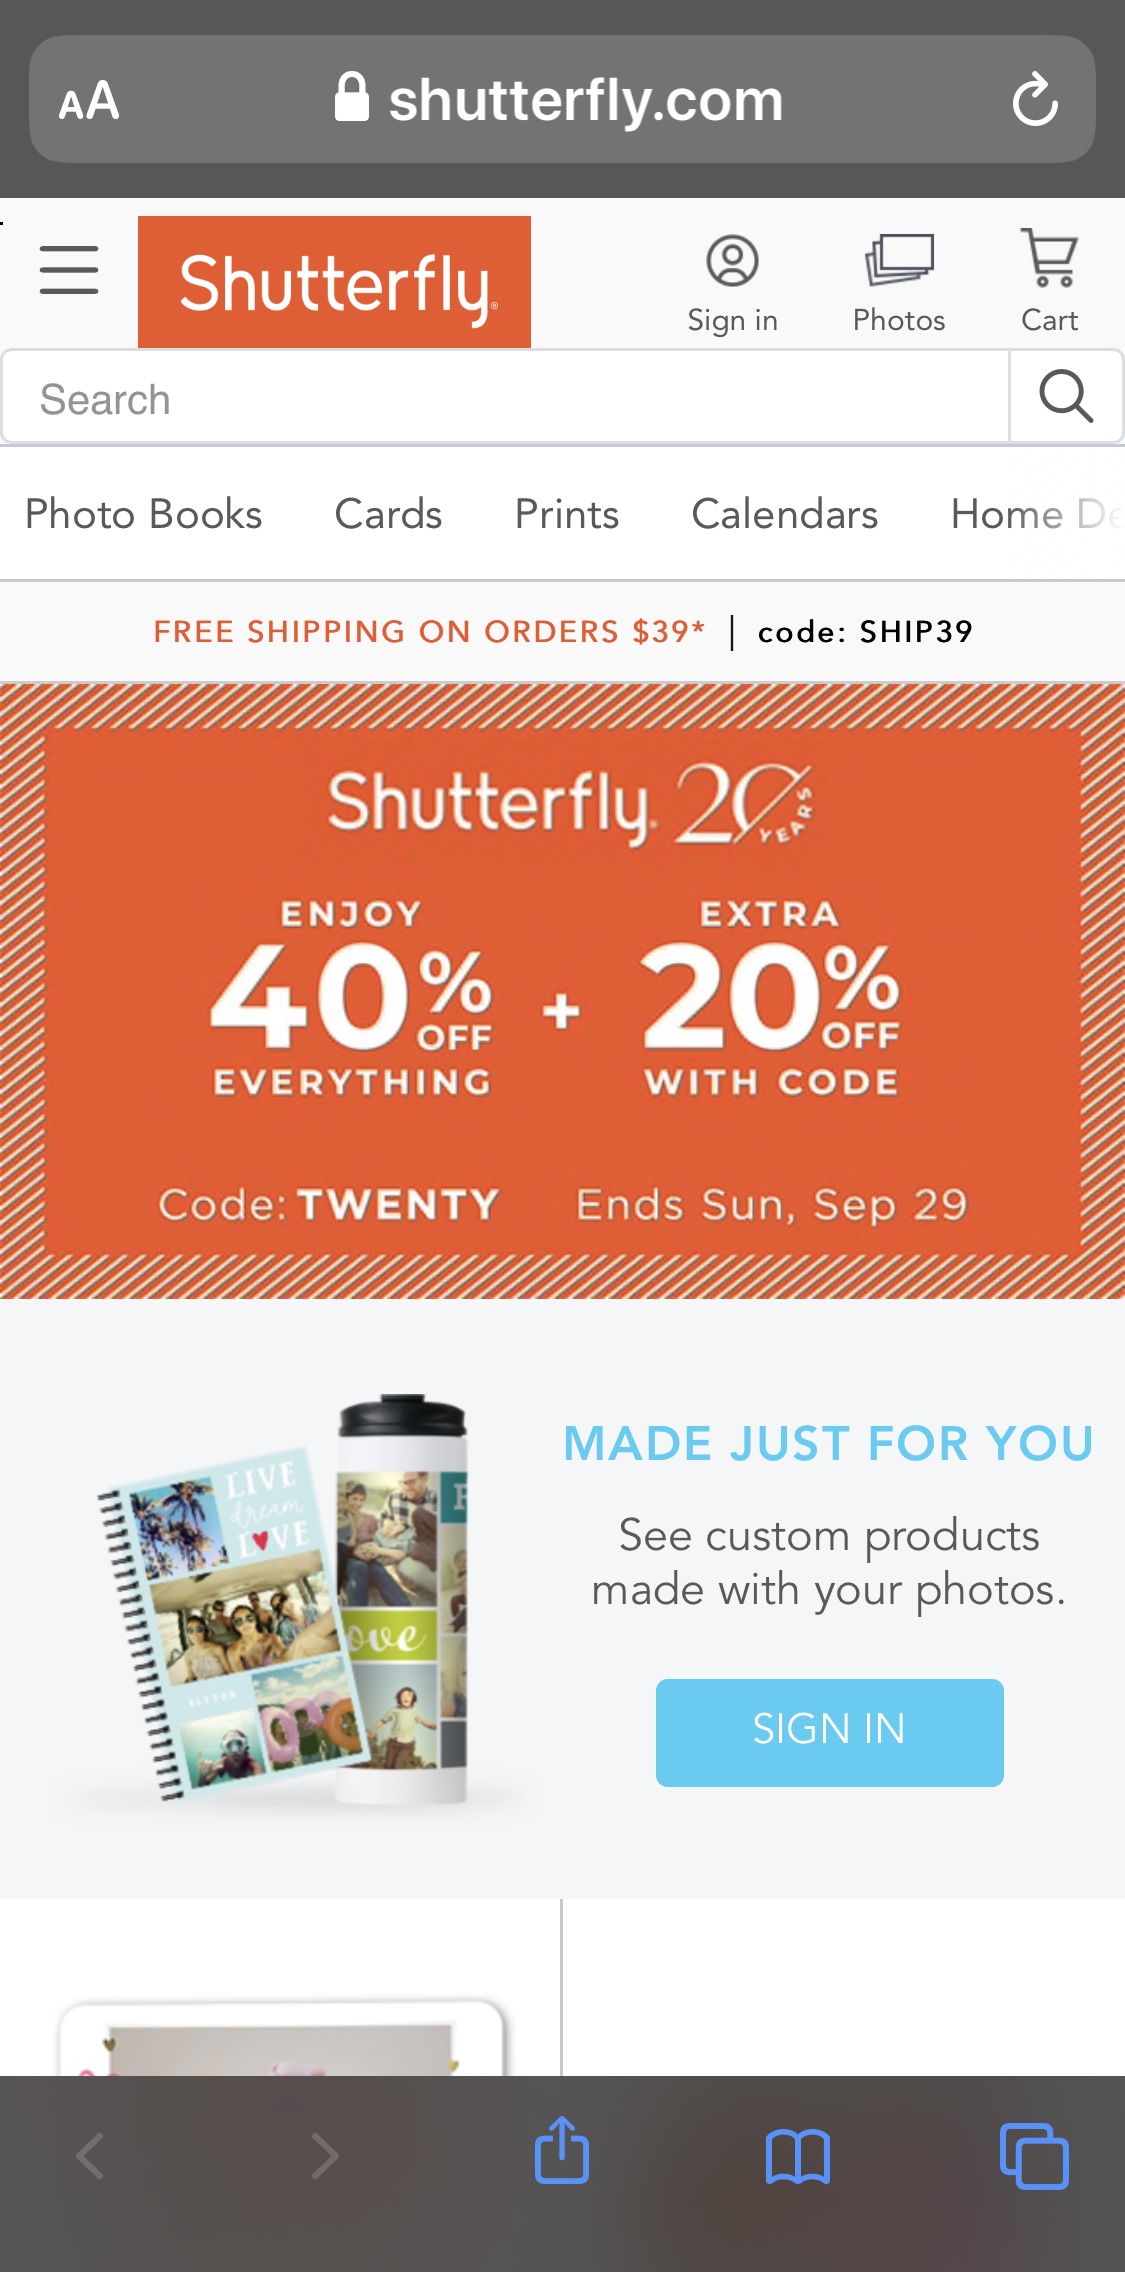 AA shutterfly.com
Shutterfly®
Sign in
Photos
Cart
Search
Photo Books Cards Prints Calendars Home De
FREE SHIPPING ON ORDERS $39* | code: SHIP39
Shutterfly. 20 YEARS
ENJOY
40% OFF
EVERYTHING
+
EXTRA
20% OFF
WITH CODE
Code: TWENTY Ends Sun, Sep 29
LIVE
dream
LOVE
ALYSON
F
ove
MADE JUST FOR YOU
See custom products
made with your photos.
SIGN IN